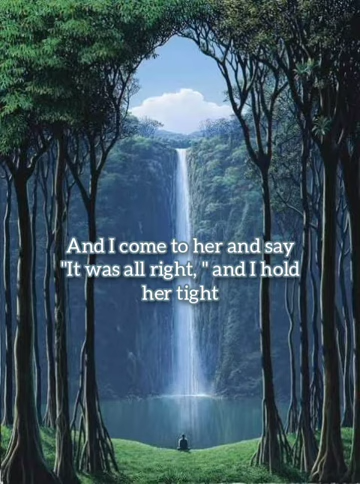 And I come to her and say
"It was all right, " and I hold
her tight